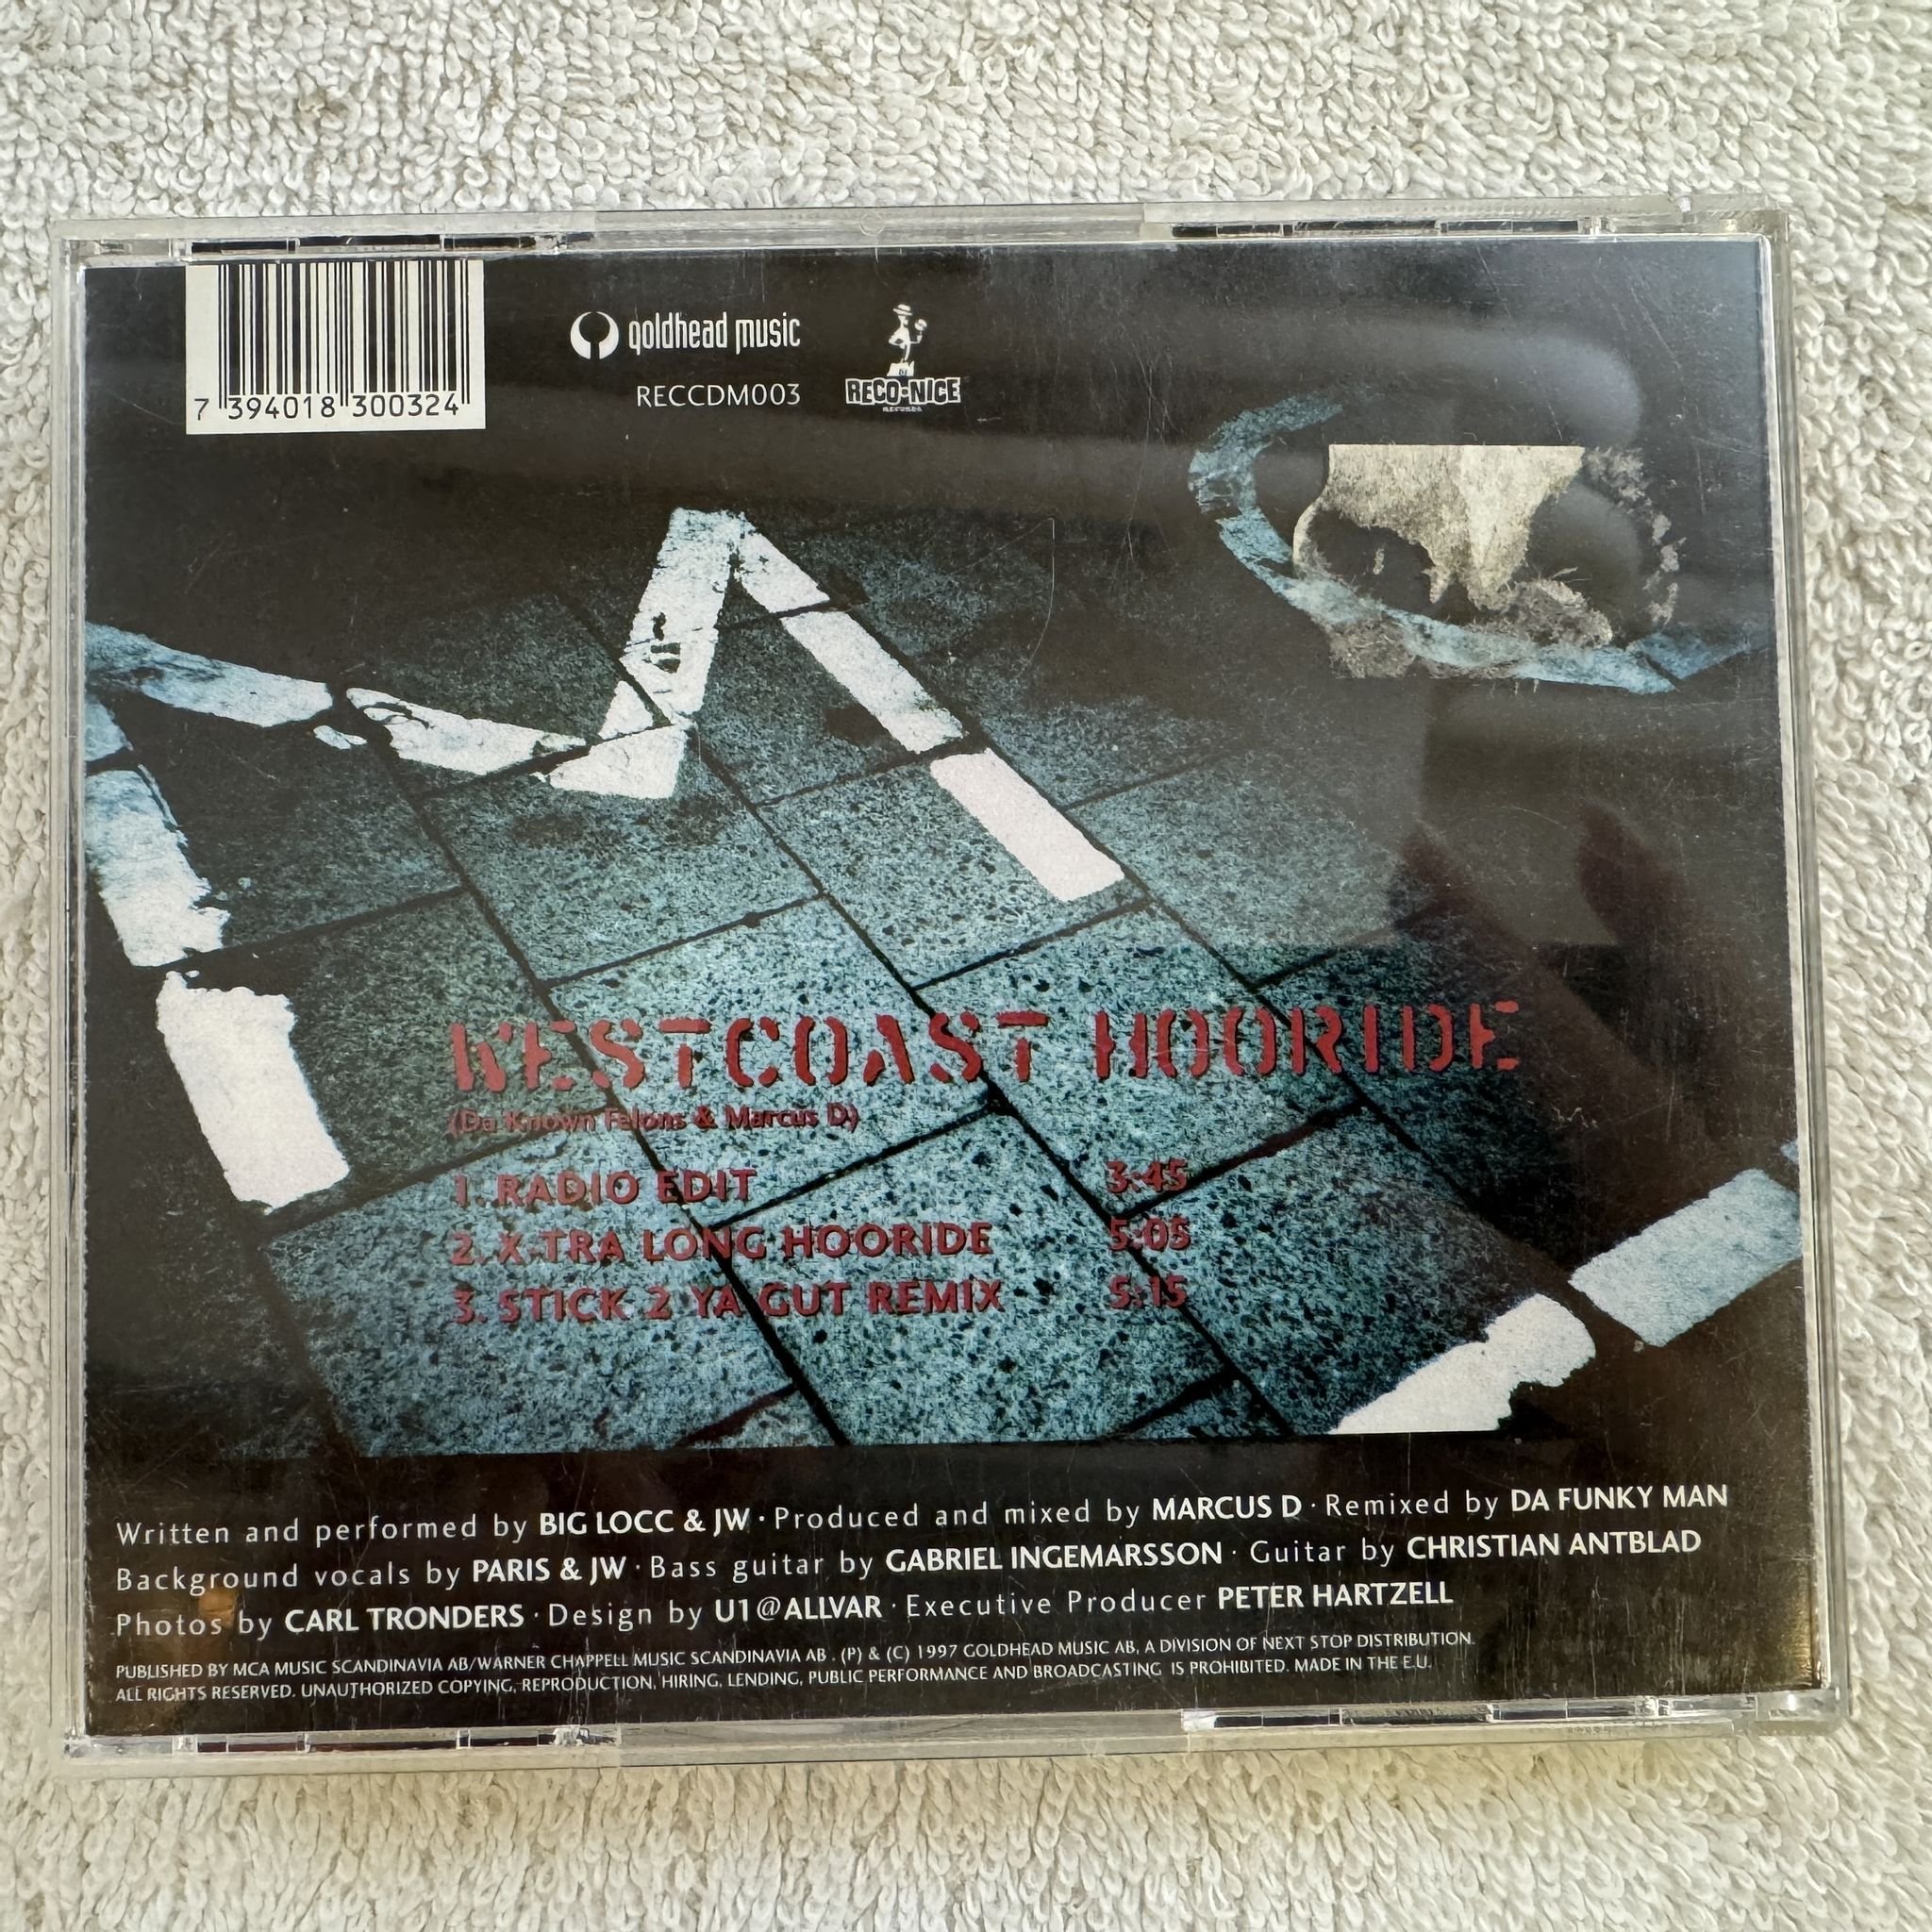 7 394018 300324
goldhead music
RECCDM003
RECO-NICE
RECORDS
WESTCOAST HOORIDE
(Da Known Felons & Marcus D)
1. RADIO EDIT 3:45
2. X-TRA LONG HOORIDE 5:05
3. STICK 2 YA GUT REMIX 5:15
Written and performed by BIG LOCC & JW · Produced and mixed by MARCUS D · Remixed by DA FUNKY MAN
Background vocals by PARIS & JW · Bass guitar by GABRIEL INGEMARSSON · Guitar by CHRISTIAN ANTBLAD
Photos by CARL TRONDERS · Design by U1@ALLVAR · Executive Producer PETER HARTZELL
PUBLISHED BY MCA MUSIC SCANDINAVIA AB/WARNER CHAPPELL MUSIC SCANDINAVIA AB . (P) & (C) 1997 GOLDHEAD MUSIC AB, A DIVISION OF NEXT STOP DISTRIBUTION.
ALL RIGHTS RESERVED. UNAUTHORIZED COPYING, REPRODUCTION, HIRING, LENDING, PUBLIC PERFORMANCE AND BROADCASTING IS PROHIBITED. MADE IN THE E.U.